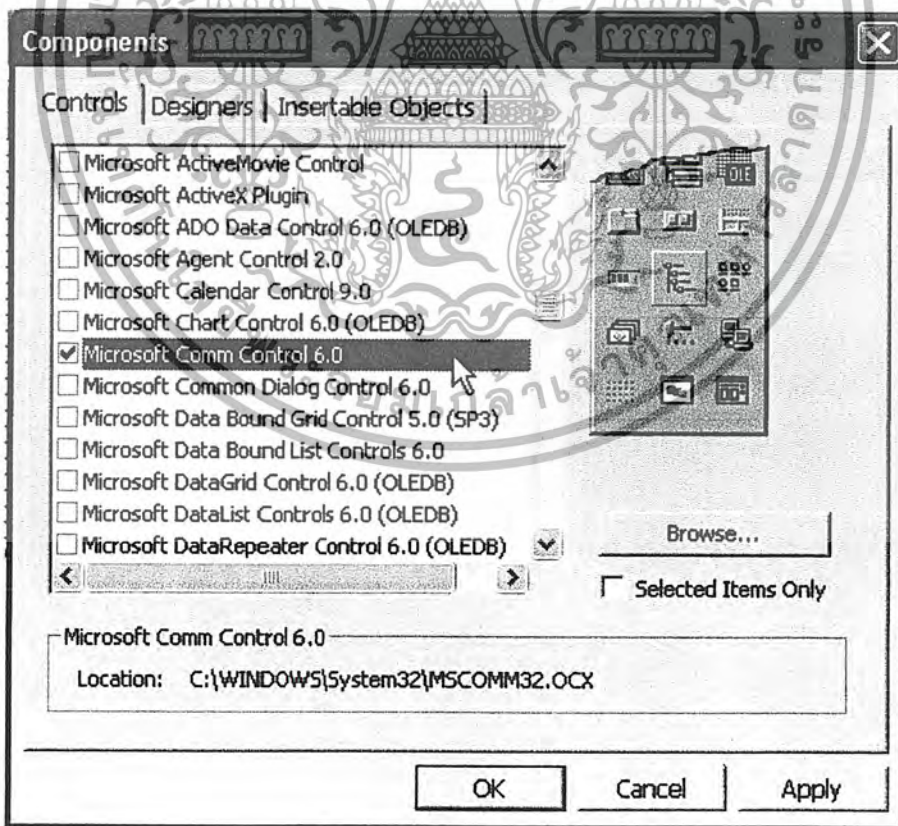 Components
Controls
Designers
Insertable Objects
Microsoft ActiveMovie Control
Microsoft ActiveX Plugin
Microsoft ADO Data Control 6.0 (OLEDB)
Microsoft Agent Control 2.0
Microsoft Calendar Control 9.0
Microsoft Chart Control 6.0 (OLEDB)
Microsoft Comm Control 6.0
Microsoft Common Dialog Control 6.0
Microsoft Data Bound Grid Control 5.0 (SP3)
Microsoft Data Bound List Controls 6.0
Microsoft DataGrid Control 6.0 (OLEDB)
Microsoft DataList Controls 6.0 (OLEDB)
Microsoft DataRepeater Control 6.0 (OLEDB)
OLE
Browse...
Selected Items Only
Microsoft Comm Control 6.0
Location: C:\WINDOWS\System32\MSCOMM32.OCX
OK
Cancel
Apply